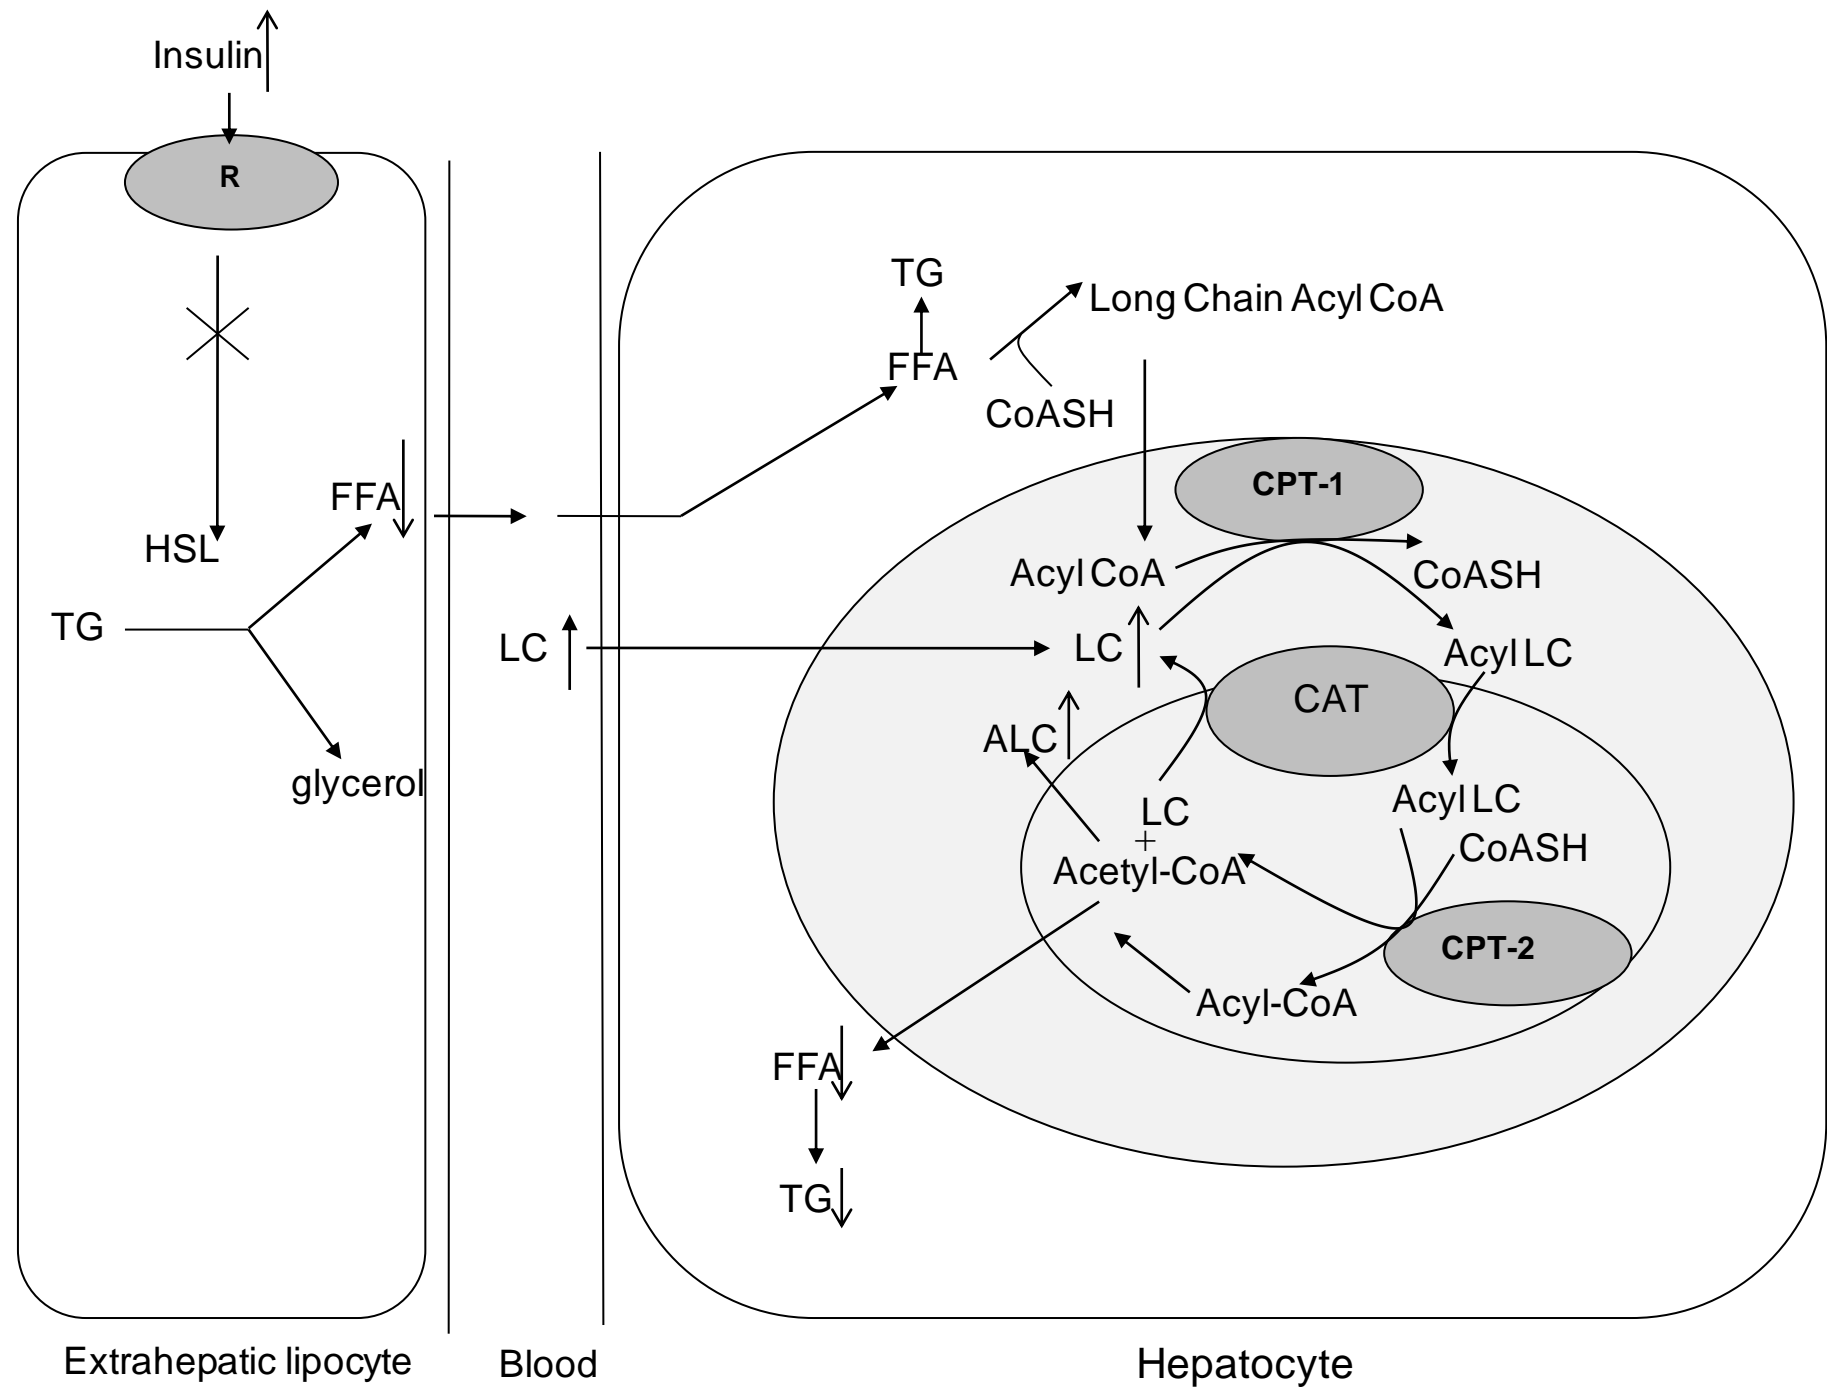 Insulin
R
HSL
FFA
TG
glycerol
Extrahepatic lipocyte
LC
Blood
TG
FFA
Long Chain Acyl CoA
CoASH
CPT-1
Acyl CoA
CoASH
LC
Acyl LC
CAT
ALC
LC
+
Acetyl-CoA
Acyl LC
CoASH
CPT-2
Acyl-CoA
FFA
TG
Hepatocyte